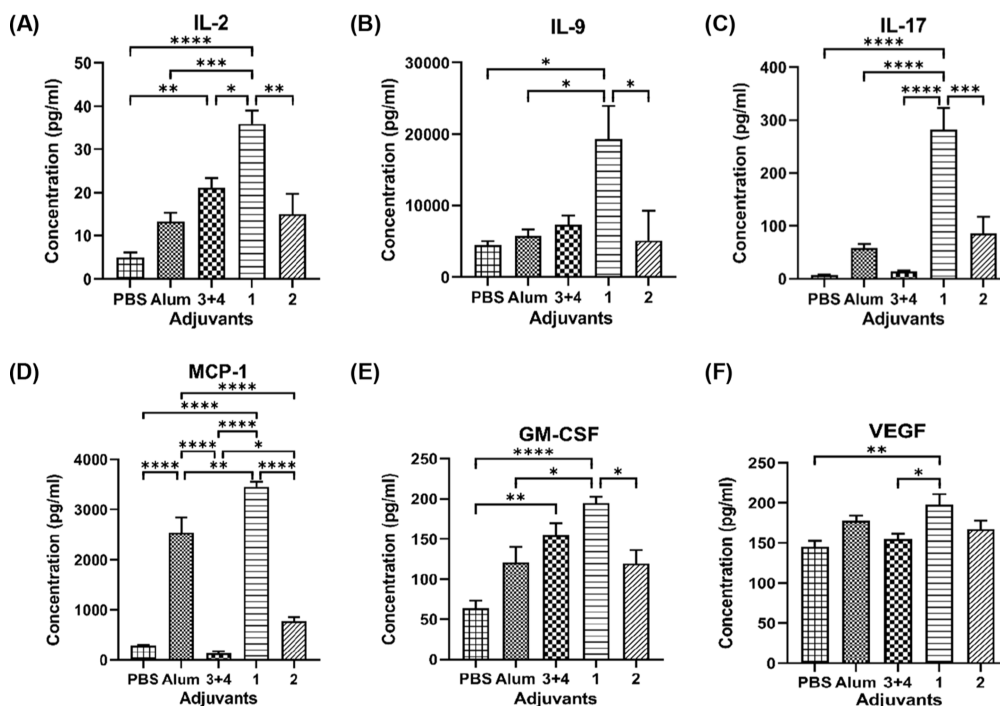 (A)
IL-2
****
***
** * **
Concentration (pg/ml)
50
40
30
20
10
0
PBS Alum 3+4 1 2
Adjuvants
(B)
IL-9
*
* *
Concentration (pg/ml)
30000
20000
10000
0
PBS Alum 3+4 1 2
Adjuvants
(C)
IL-17
****
****
**** ***
Concentration (pg/ml)
400
300
200
100
0
PBS Alum 3+4 1 2
Adjuvants
(D)
MCP-1
****
****
****
**** *
**** ** ****
Concentration (pg/ml)
4000
3000
2000
1000
0
PBS Alum 3+4 1 2
Adjuvants
(E)
GM-CSF
****
* *
**
Concentration (pg/ml)
250
200
150
100
50
0
PBS Alum 3+4 1 2
Adjuvants
(F)
VEGF
**
*
Concentration (pg/ml)
250
200
150
100
50
0
PBS Alum 3+4 1 2
Adjuvants